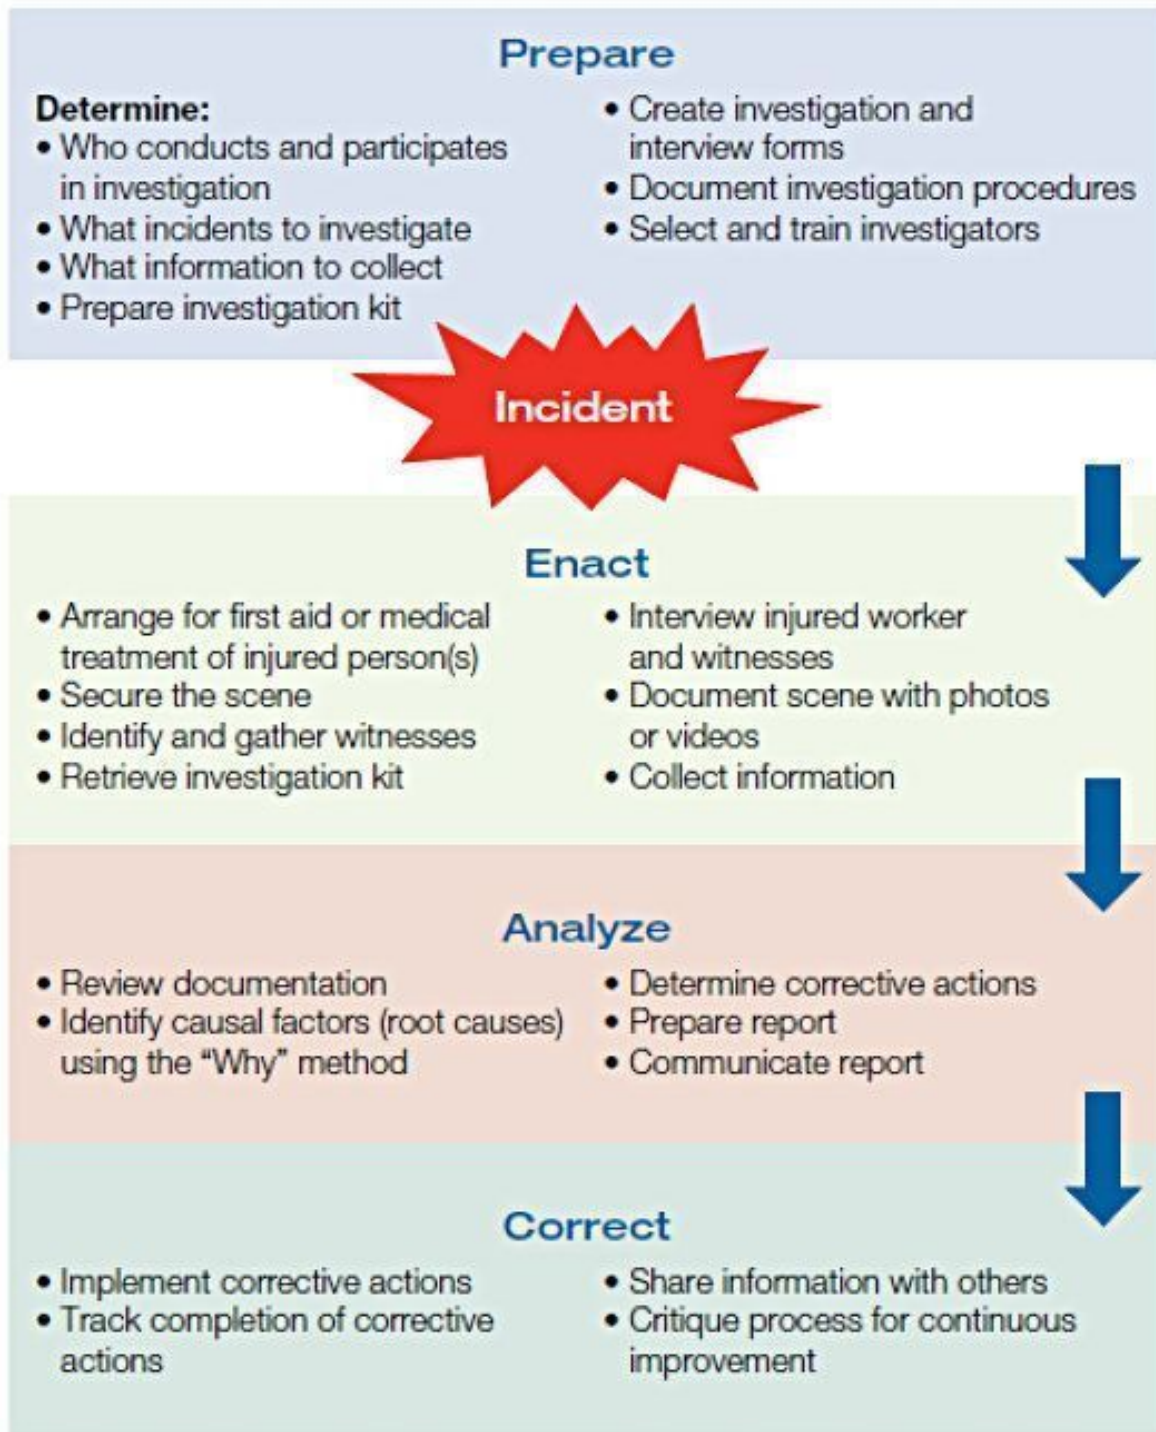 Prepare
Determine:
• Who conducts and participates
in investigation
• What incidents to investigate
• What information to collect
• Prepare investigation kit
• Create investigation and
interview forms
• Document investigation procedures
• Select and train investigators
Incident
Enact
• Arrange for first aid or medical
treatment of injured person(s)
• Secure the scene
• Identify and gather witnesses
• Retrieve investigation kit
• Interview injured worker
and witnesses
• Document scene with photos
or videos
• Collect information
Analyze
• Review documentation
• Identify causal factors (root causes)
using the “Why” method
• Determine corrective actions
• Prepare report
• Communicate report
Correct
• Implement corrective actions
• Track completion of corrective
actions
• Share information with others
• Critique process for continuous
improvement